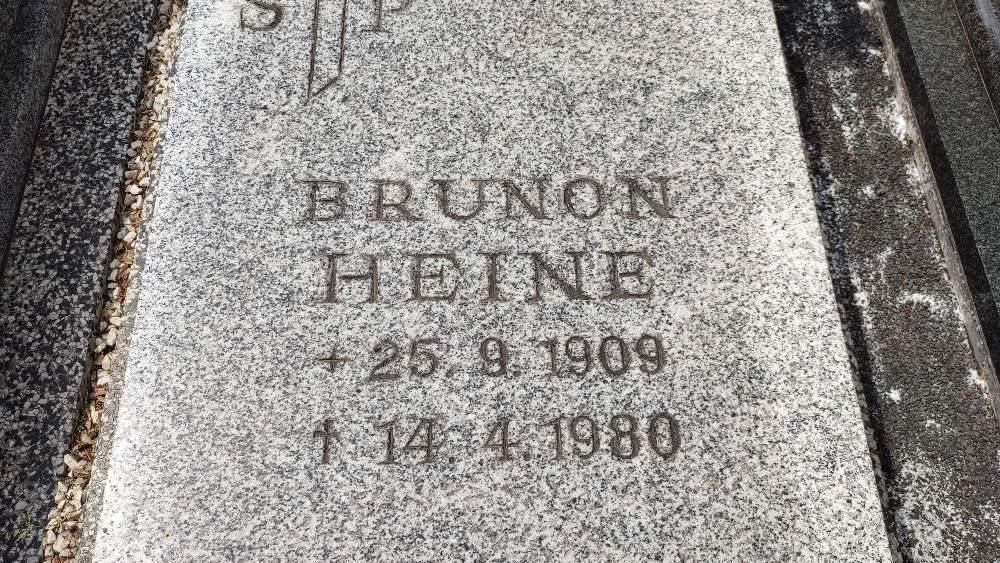 S P
BRUNON
HEINE
+ 25. 9. 1909
† 14. 4. 1980